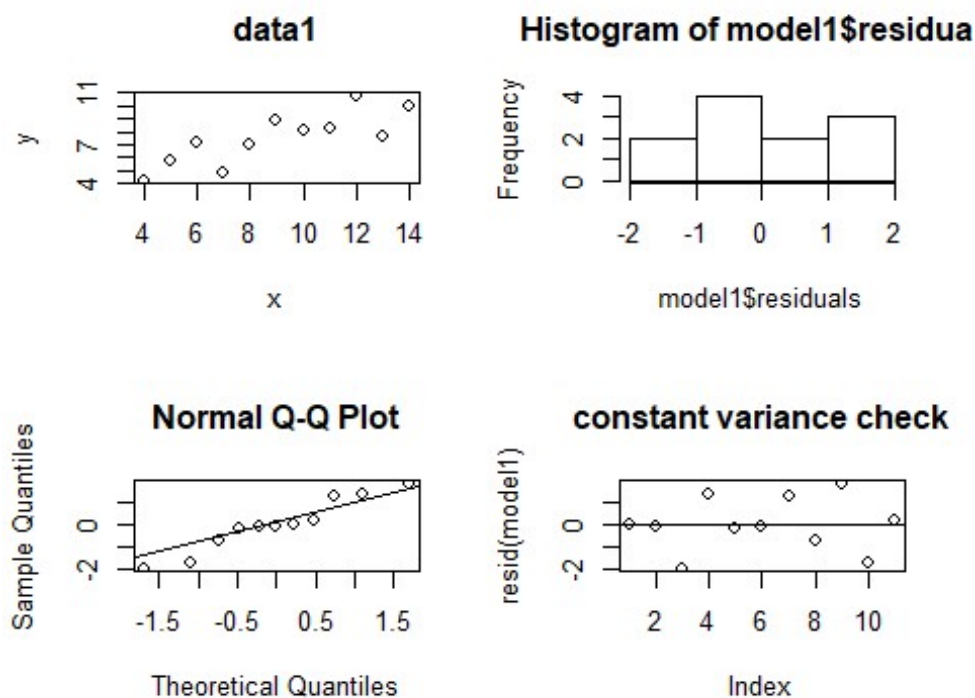 data1
y
11
7
4
4 6 8 10 12 14
x
Histogram of model1$residua
Frequency
4
2
0
-2 -1 0 1 2
model1$residuals
Normal Q-Q Plot
Sample Quantiles
0
-2
-1.5 -0.5 0.5 1.5
Theoretical Quantiles
constant variance check
resid(model1)
0
-2
2 4 6 8 10
Index